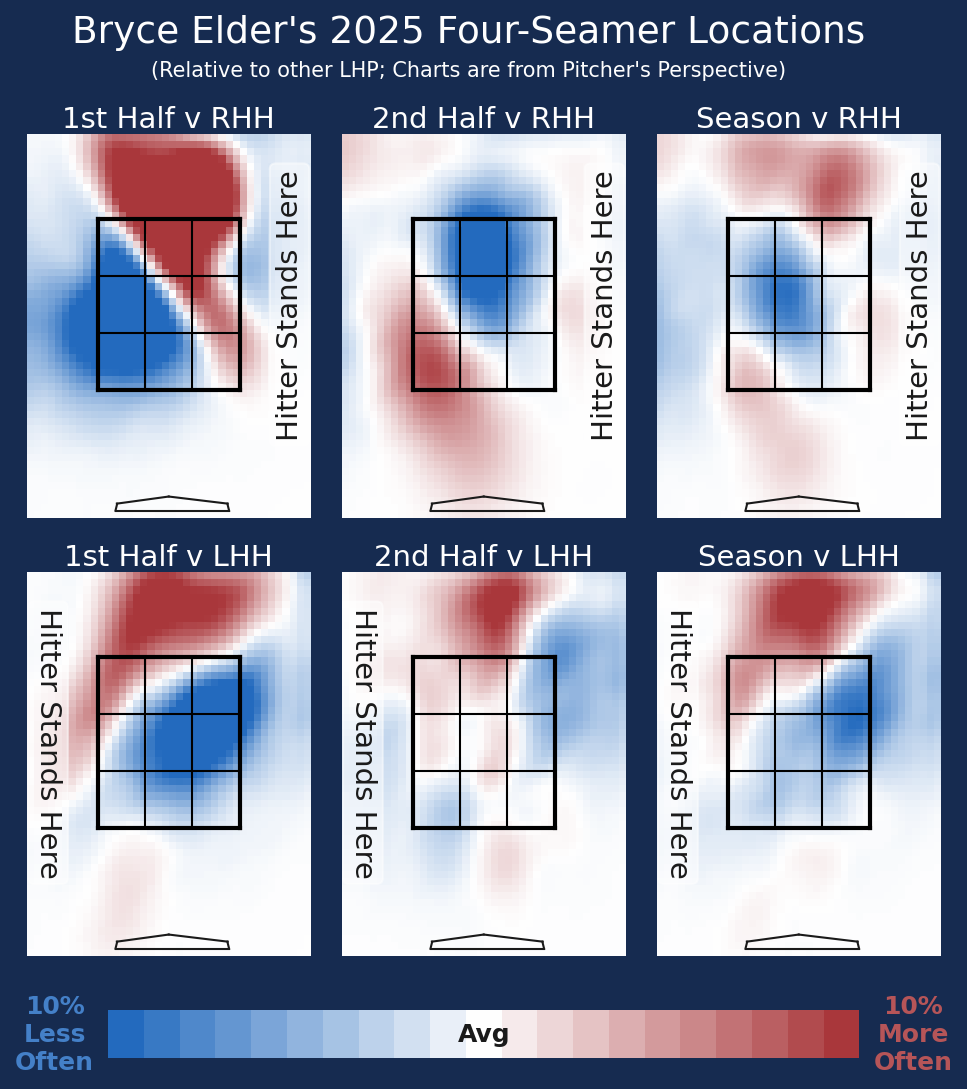 Bryce Elder's 2025 Four-Seamer Locations
(Relative to other LHP; Charts are from Pitcher's Perspective)
1st Half v RHH
2nd Half v RHH
Season v RHH
Hitter Stands Here
Hitter Stands Here
Hitter Stands Here
1st Half v LHH
2nd Half v LHH
Season v LHH
Hitter Stands Here
Hitter Stands Here
Hitter Stands Here
10%
Less
Often
Avg
10%
More
Often